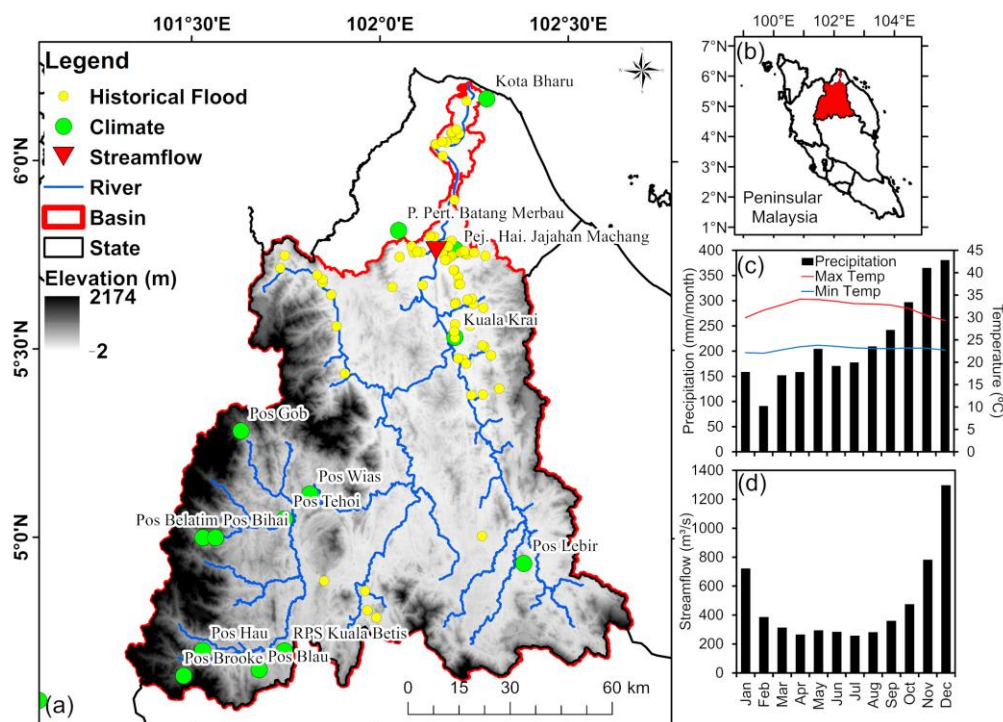 101°30'E 102°0'E 102°30'E
Legend
Historical Flood
Climate
Streamflow
River
Basin
State
Elevation (m)
2174
2
6°0'N
5°30'N
5°0'N
Kota Bharu
P. Pert. Batang Merbau
Pej. Hai. Jajahan Machang
Kuala Krai
Pos Gob
Pos Wias
Pos Tehoi
Pos Belatim Pos Bihai
Pos Lebir
Pos Hau RPS Kuala Betis
Pos Brooke Pos Blau
0 15 30 60 km
(a)
100°E 102°E 104°E
(b)
7°N
6°N
5°N
4°N
3°N
2°N
1°N
Peninsular
Malaysia
(c)
Precipitation
Max Temp
Min Temp
Precipitation (mm/month)
400
350
300
250
200
150
100
50
0
45
40
35
30
25
20
15
10
5
0
Temperature (°C)
(d)
Streamflow (m³/s)
1400
1200
1000
800
600
400
200
0
Jan Feb Mar Apr May Jun Jul Aug Sep Oct Nov Dec